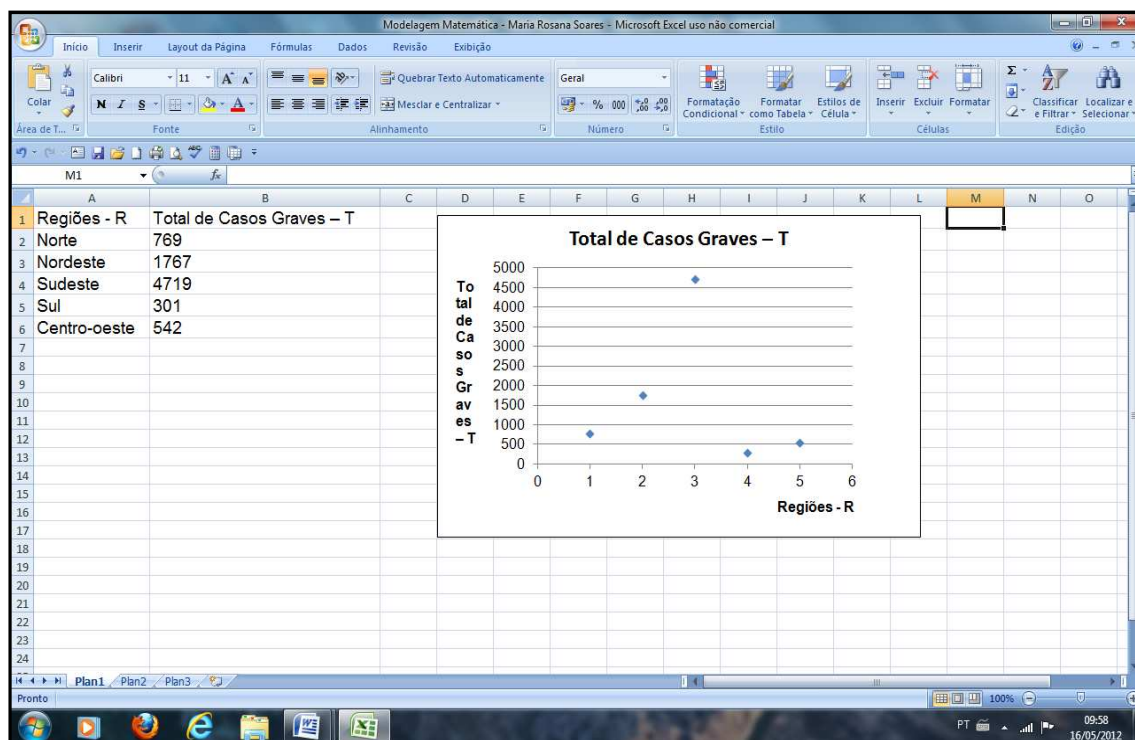 Modelagem Matemática - Maria Rosana Soares - Microsoft Excel uso não comercial
Início Inserir Layout da Página Fórmulas Dados Revisão Exibição
Colar
Área de T...
Calibri 11
N I S
Fonte
Quebrar Texto Automaticamente
Mesclar e Centralizar
Alinhamento
Geral
% 000
Número
Formatação Condicional
Formatar como Tabela
Estilos de Célula
Estilo
Inserir Excluir Formatar
Células
Classificar e Filtrar
Localizar e Selecionar
Edição
M1 fx
A B C D E F G H I J K L M N O
1 Regiões - R Total de Casos Graves – T
2 Norte 769
3 Nordeste 1767
4 Sudeste 4719
5 Sul 301
6 Centro-oeste 542
7
8
9
10
11
12
13
14
15
16
17
18
19
20
21
22
23
24
Total de Casos Graves – T
To
tal
de
Ca
so
s
Gr
av
es
– T
5000
4500
4000
3500
3000
2500
2000
1500
1000
500
0
0 1 2 3 4 5 6
Regiões - R
Plan1 Plan2 Plan3
Pronto 100%
PT 09:58
16/05/2012